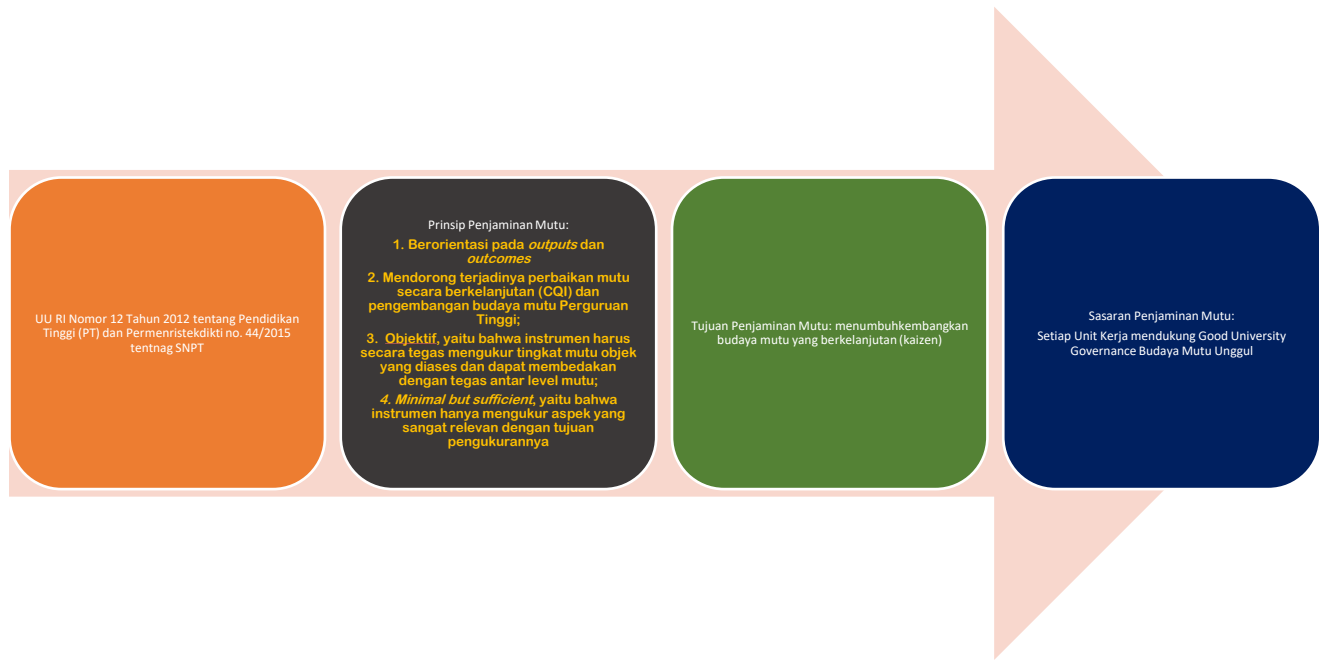 UU RI Nomor 12 Tahun 2012 tentang Pendidikan
Tinggi (PT) dan Permenristekdikti no. 44/2015
tentnag SNPT
Prinsip Penjaminan Mutu:
1. Berorientasi pada outputs dan
outcomes
2. Mendorong terjadinya perbaikan mutu
secara berkelanjutan (CQI) dan
pengembangan budaya mutu Perguruan
Tinggi;
3. Objektif, yaitu bahwa instrumen harus
secara tegas mengukur tingkat mutu objek
yang diases dan dapat membedakan
dengan tegas antar level mutu;
4. Minimal but sufficient, yaitu bahwa
instrumen hanya mengukur aspek yang
sangat relevan dengan tujuan
pengukurannya
Tujuan Penjaminan Mutu: menumbuhkembangkan
budaya mutu yang berkelanjutan (kaizen)
Sasaran Penjaminan Mutu:
Setiap Unit Kerja mendukung Good University
Governance Budaya Mutu Unggul